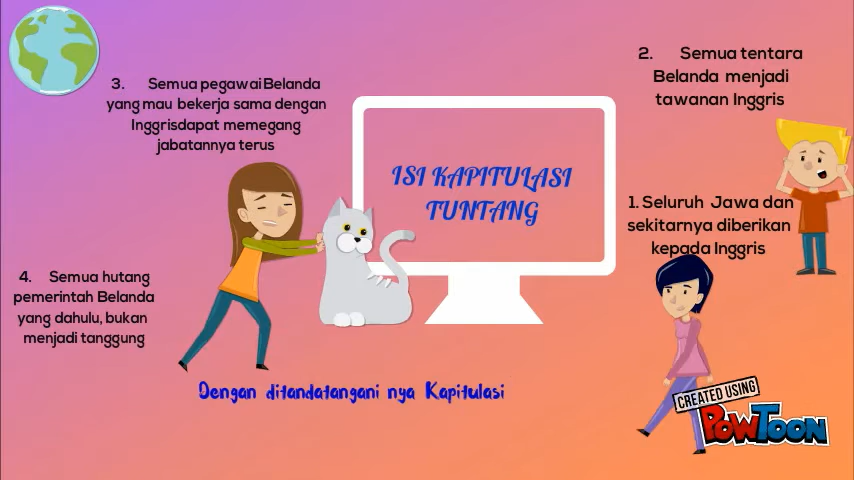 ISI KAPITULASI
TUNTANG
1. Seluruh Jawa dan
sekitarnya diberikan
kepada Inggris
2. Semua tentara
Belanda menjadi
tawanan Inggris
3. Semua pegawai Belanda
yang mau bekerja sama dengan
Inggrisdapat memegang
jabatannya terus
4. Semua hutang
pemerintah Belanda
yang dahulu, bukan
menjadi tanggung
Dengan ditandatangani nya Kapitulasi
CREATED USING
POWTOON